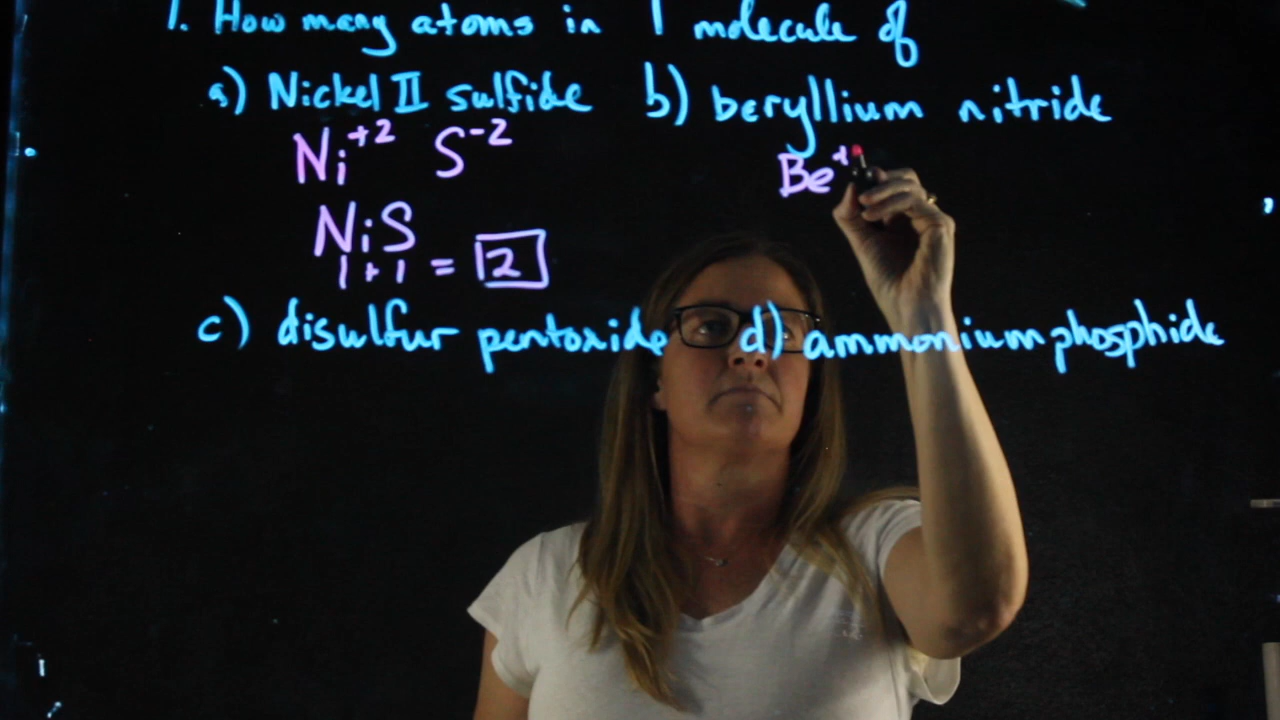 1. How many atoms in 1 molecule of
a) Nickel II sulfide b) beryllium nitride
Ni+2 S-2 Be+
NiS
1+1 = 2
c) disulfur pentoxide d) ammonium phosphide